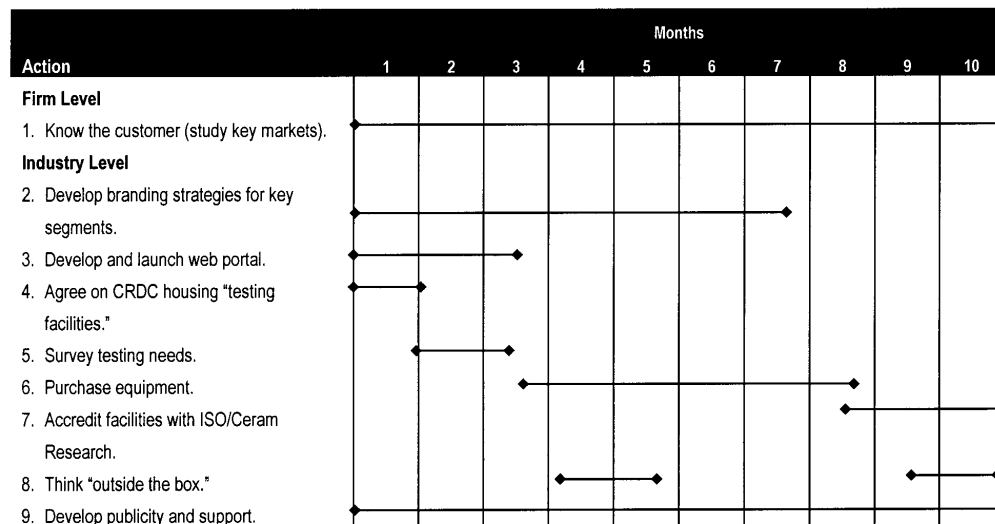 Months
Action 1 2 3 4 5 6 7 8 9 10
Firm Level
1. Know the customer (study key markets).
Industry Level
2. Develop branding strategies for key
segments.
3. Develop and launch web portal.
4. Agree on CRDC housing "testing
facilities."
5. Survey testing needs.
6. Purchase equipment.
7. Accredit facilities with ISO/Ceram
Research.
8. Think "outside the box."
9. Develop publicity and support.